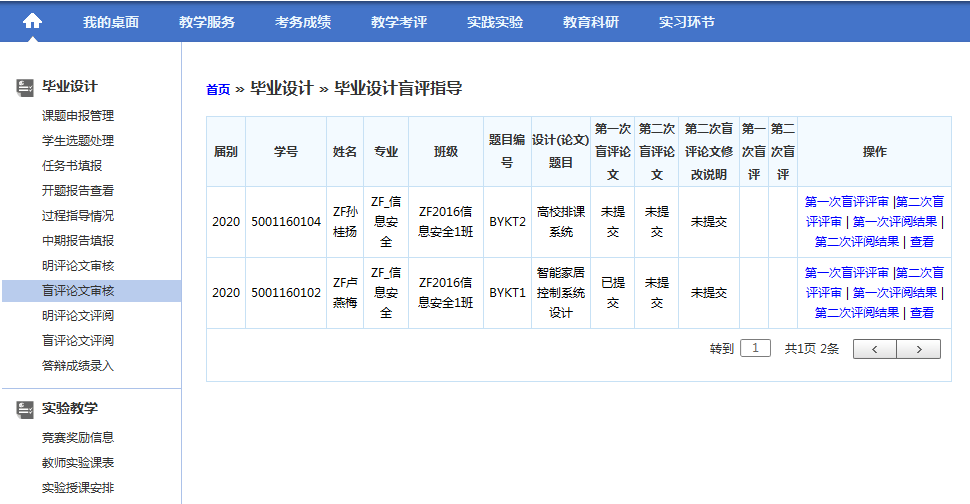 我的桌面 教学服务 考务成绩 教学考评 实践实验 教育科研 实习环节
毕业设计
课题申报管理
学生选题处理
任务书填报
开题报告查看
过程指导情况
中期报告填报
明评论文审核
盲评论文审核
明评论文评阅
盲评论文评阅
答辩成绩录入
实验教学
竞赛奖励信息
教师实验课表
实验授课安排
首页 » 毕业设计 » 毕业设计盲评指导
届别 学号 姓名 专业 班级 题目编号 设计(论文)题目 第一次盲评论文 第二次盲评论文 第二次盲评论文修改说明 第一次盲评 第二次盲评 操作
2020 5001160104 ZF孙桂扬 ZF_信息安全 ZF2016信息安全1班 BYKT2 高校排课系统 未提交 未提交 未提交 第一次盲评评审 |第二次盲评评审 | 第一次评阅结果 | 第二次评阅结果 | 查看
2020 5001160102 ZF卢燕梅 ZF_信息安全 ZF2016信息安全1班 BYKT1 智能家居控制系统设计 已提交 未提交 未提交 第一次盲评评审 |第二次盲评评审 | 第一次评阅结果 | 第二次评阅结果 | 查看
转到 1 共1页 2条 < >